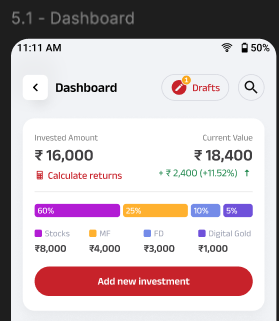 5.1 - Dashboard
11:11 AM 50%
Dashboard
1
Drafts
Invested Amount Current Value
₹ 16,000 ₹ 18,400
Calculate returns + ₹ 2,400 (+11.52%) ↑
60% 25% 10% 5%
Stocks MF FD Digital Gold
₹8,000 ₹4,000 ₹3,000 ₹1,000
Add new investment